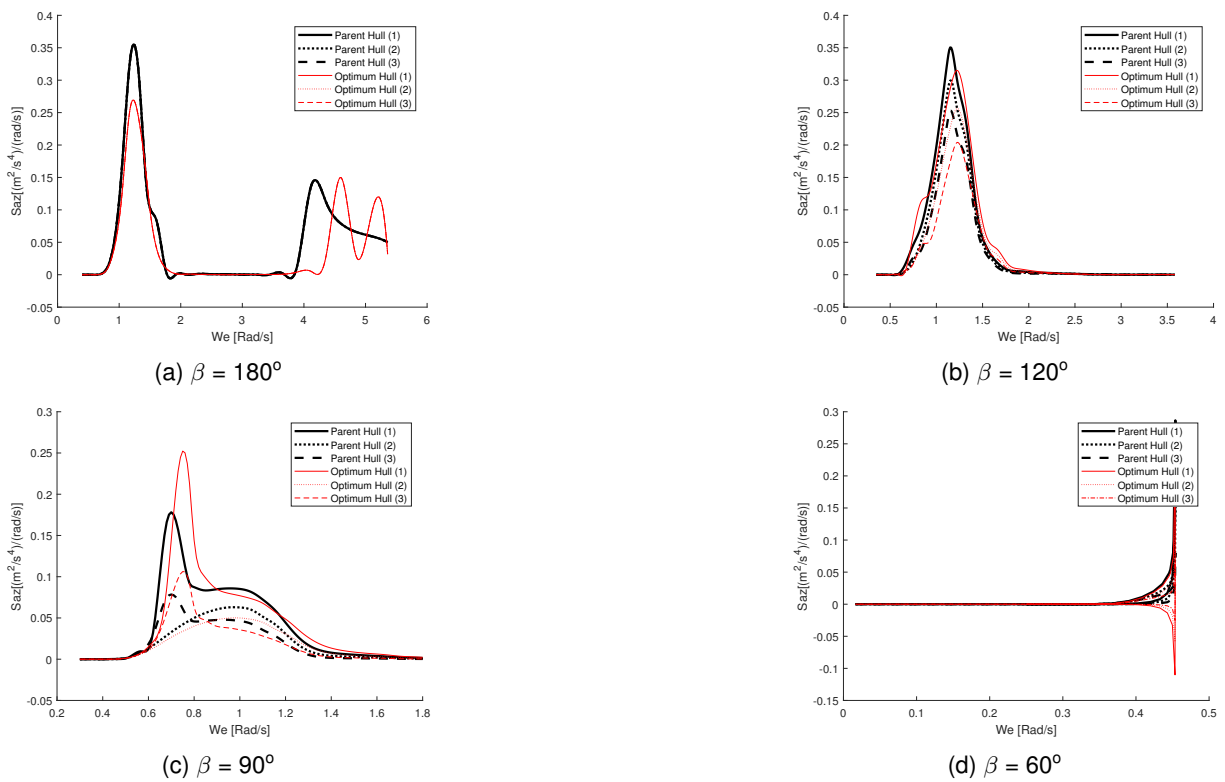 0.4
0.35
0.3
0.25
0.2
0.15
0.1
0.05
0
-0.05
Saz[(m²/s⁴)/(rad/s)]
Parent Hull (1)
Parent Hull (2)
Parent Hull (3)
Optimum Hull (1)
Optimum Hull (2)
Optimum Hull (3)
0 1 2 3 4 5 6
We [Rad/s]
(a) β = 180º
0.4
0.35
0.3
0.25
0.2
0.15
0.1
0.05
0
-0.05
Saz[(m²/s⁴)/(rad/s)]
Parent Hull (1)
Parent Hull (2)
Parent Hull (3)
Optimum Hull (1)
Optimum Hull (2)
Optimum Hull (3)
0 0.5 1 1.5 2 2.5 3 3.5 4
We [Rad/s]
(b) β = 120º
0.3
0.25
0.2
0.15
0.1
0.05
0
-0.05
Saz[(m²/s⁴)/(rad/s)]
Parent Hull (1)
Parent Hull (2)
Parent Hull (3)
Optimum Hull (1)
Optimum Hull (2)
Optimum Hull (3)
0.2 0.4 0.6 0.8 1 1.2 1.4 1.6 1.8
We [Rad/s]
(c) β = 90º
0.3
0.25
0.2
0.15
0.1
0.05
0
-0.05
-0.1
-0.15
Saz[(m²/s⁴)/(rad/s)]
Parent Hull (1)
Parent Hull (2)
Parent Hull (3)
Optimum Hull (1)
Optimum Hull (2)
Optimum Hull (3)
0 0.1 0.2 0.3 0.4 0.5
We [Rad/s]
(d) β = 60º